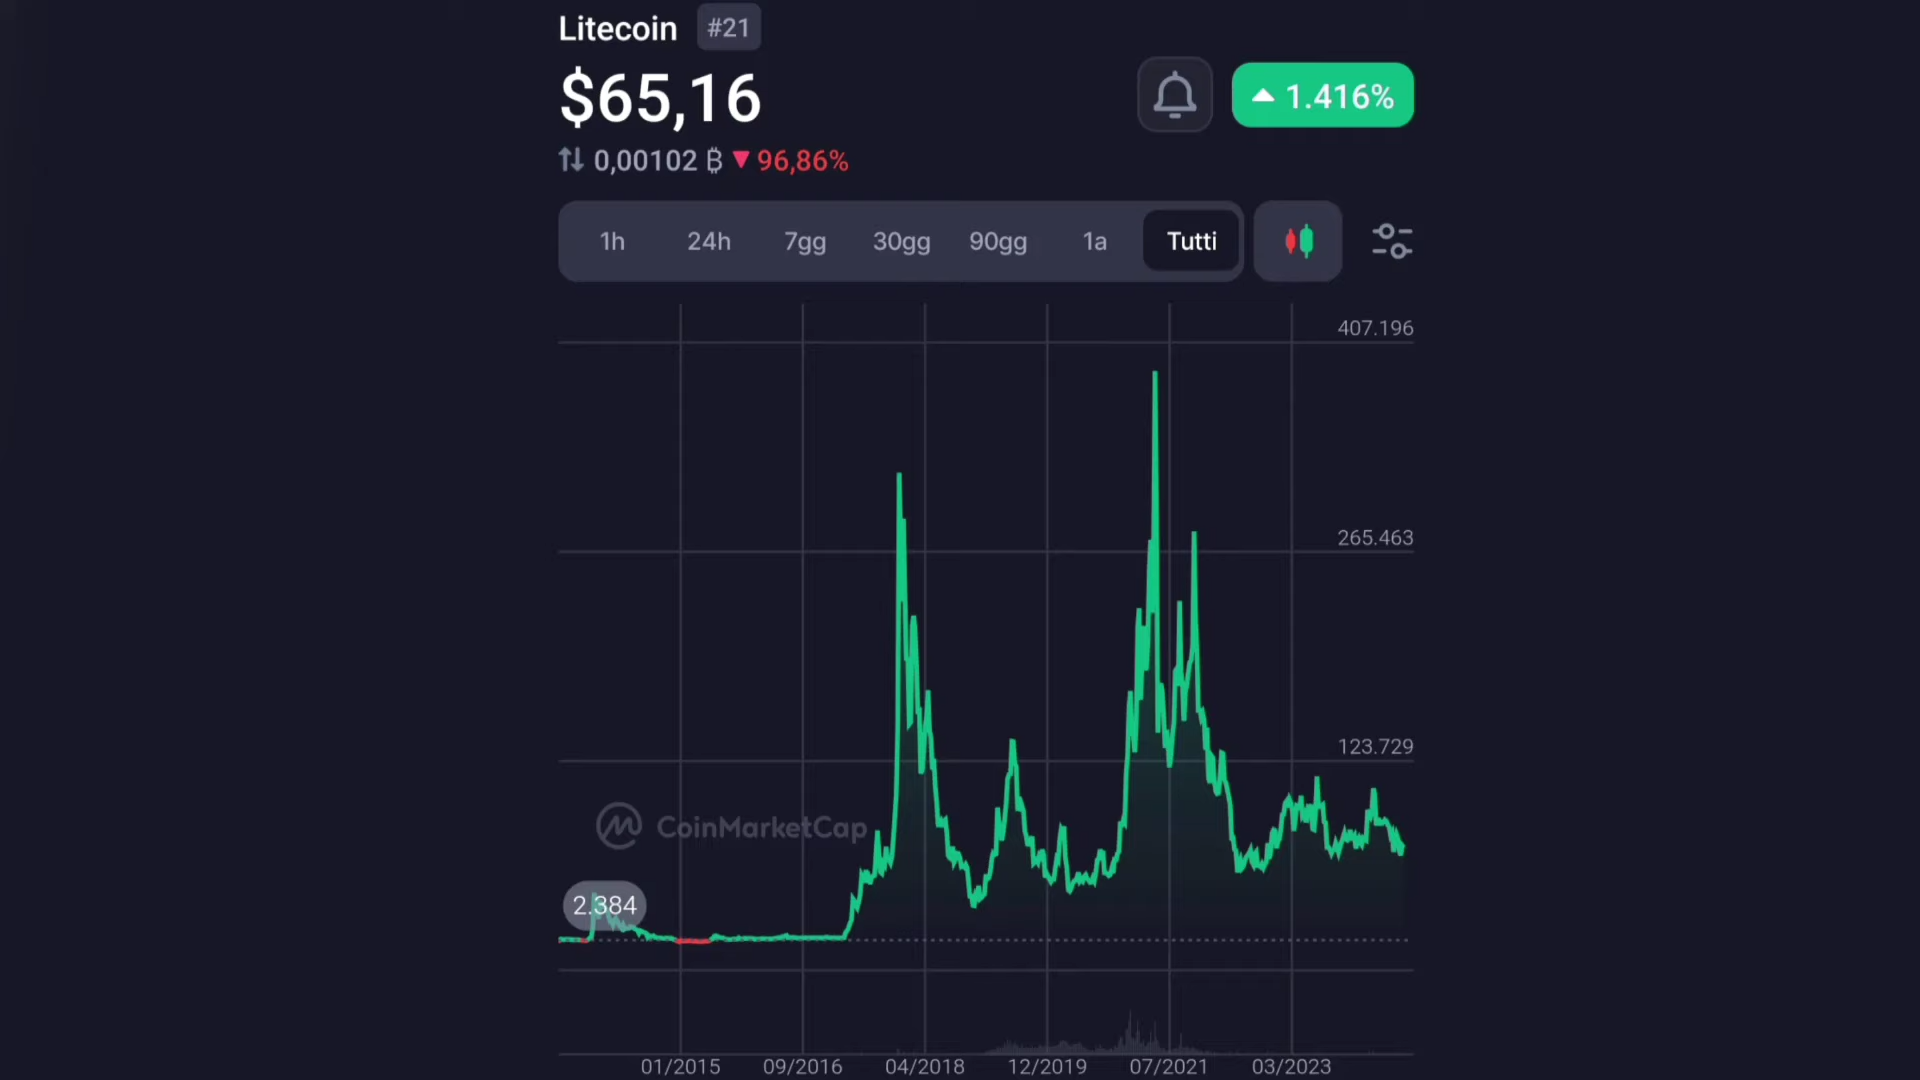 Litecoin #21
$65,16
1.416%
0,00102 ₿ 96,86%
1h 24h 7gg 30gg 90gg 1a Tutti
407.196
265.463
123.729
CoinMarketCap
2.384
01/2015 09/2016 04/2018 12/2019 07/2021 03/2023